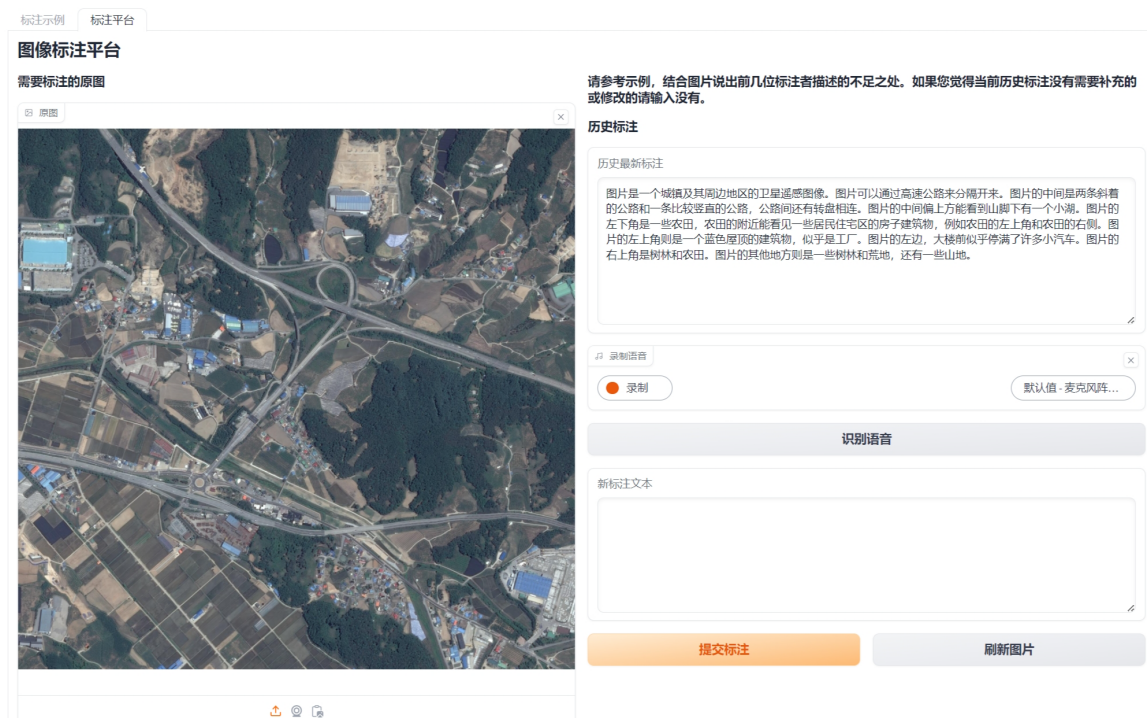 标注示例
标注平台
图像标注平台
需要标注的原图
原图
请参考示例，结合图片说出前几位标注者描述的不足之处。如果您觉得当前历史标注没有需要补充的
或修改的请输入没有。
历史标注
历史最新标注
图片是一个城镇及其周边地区的卫星遥感图像。图片可以通过高速公路来分隔开来。图片的中间是两条斜着
的公路和一条比较竖直的公路，公路间还有转盘相连。图片的中间偏上方能看到山脚下有一个小湖。图片的
左下角是一些农田，农田的附近能看见一些居民住宅区的房子建筑物，例如农田的左上角和农田的右侧。图
片的左上角则是一个蓝色屋顶的建筑物，似乎是工厂。图片的左边，大楼前似乎停满了许多小汽车。图片的
右上角是树林和农田。图片的其他地方则是一些树林和荒地，还有一些山地。
录制语音
录制
默认值 - 麦克风阵...
识别语音
新标注文本
提交标注
刷新图片